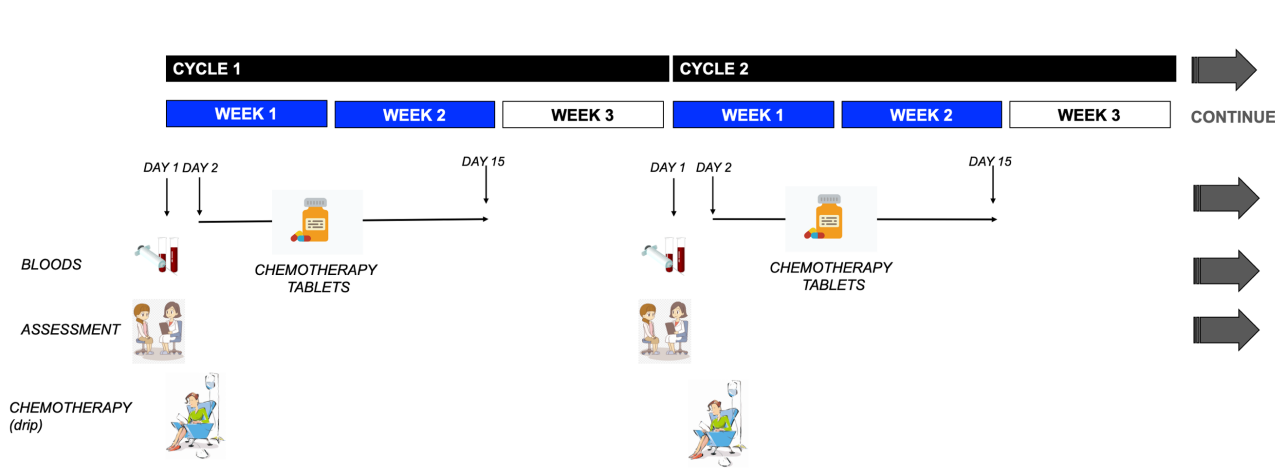 CYCLE 1
CYCLE 2
WEEK 1
WEEK 2
WEEK 3
WEEK 1
WEEK 2
WEEK 3
CONTINUE
DAY 1
DAY 2
DAY 15
DAY 1
DAY 2
DAY 15
BLOODS
CHEMOTHERAPY
TABLETS
CHEMOTHERAPY
TABLETS
ASSESSMENT
CHEMOTHERAPY
(drip)